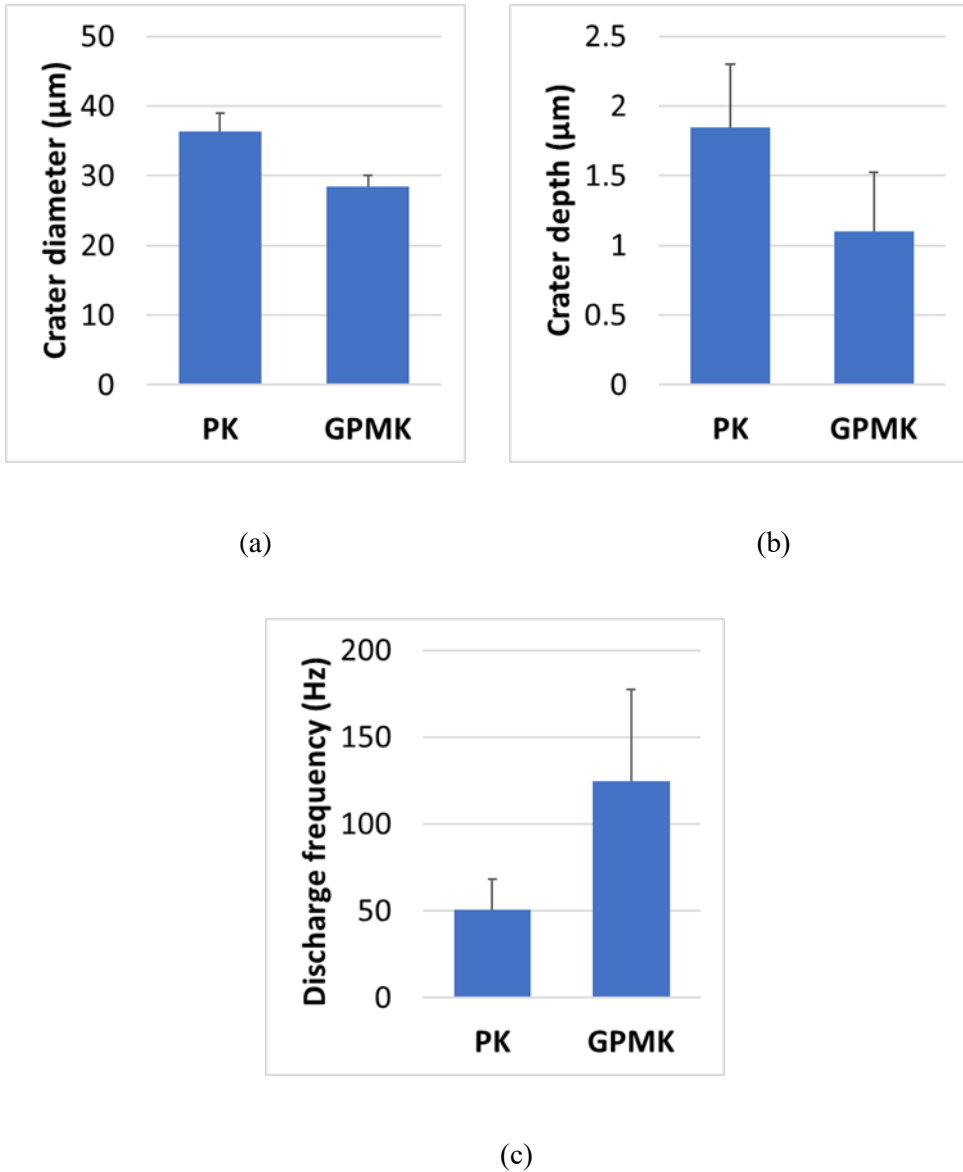 Crater diameter (µm)
50
40
30
20
10
0
PK GPMK
(a)
Crater depth (µm)
2.5
2
1.5
1
0.5
0
PK GPMK
(b)
Discharge frequency (Hz)
200
150
100
50
0
PK GPMK
(c)